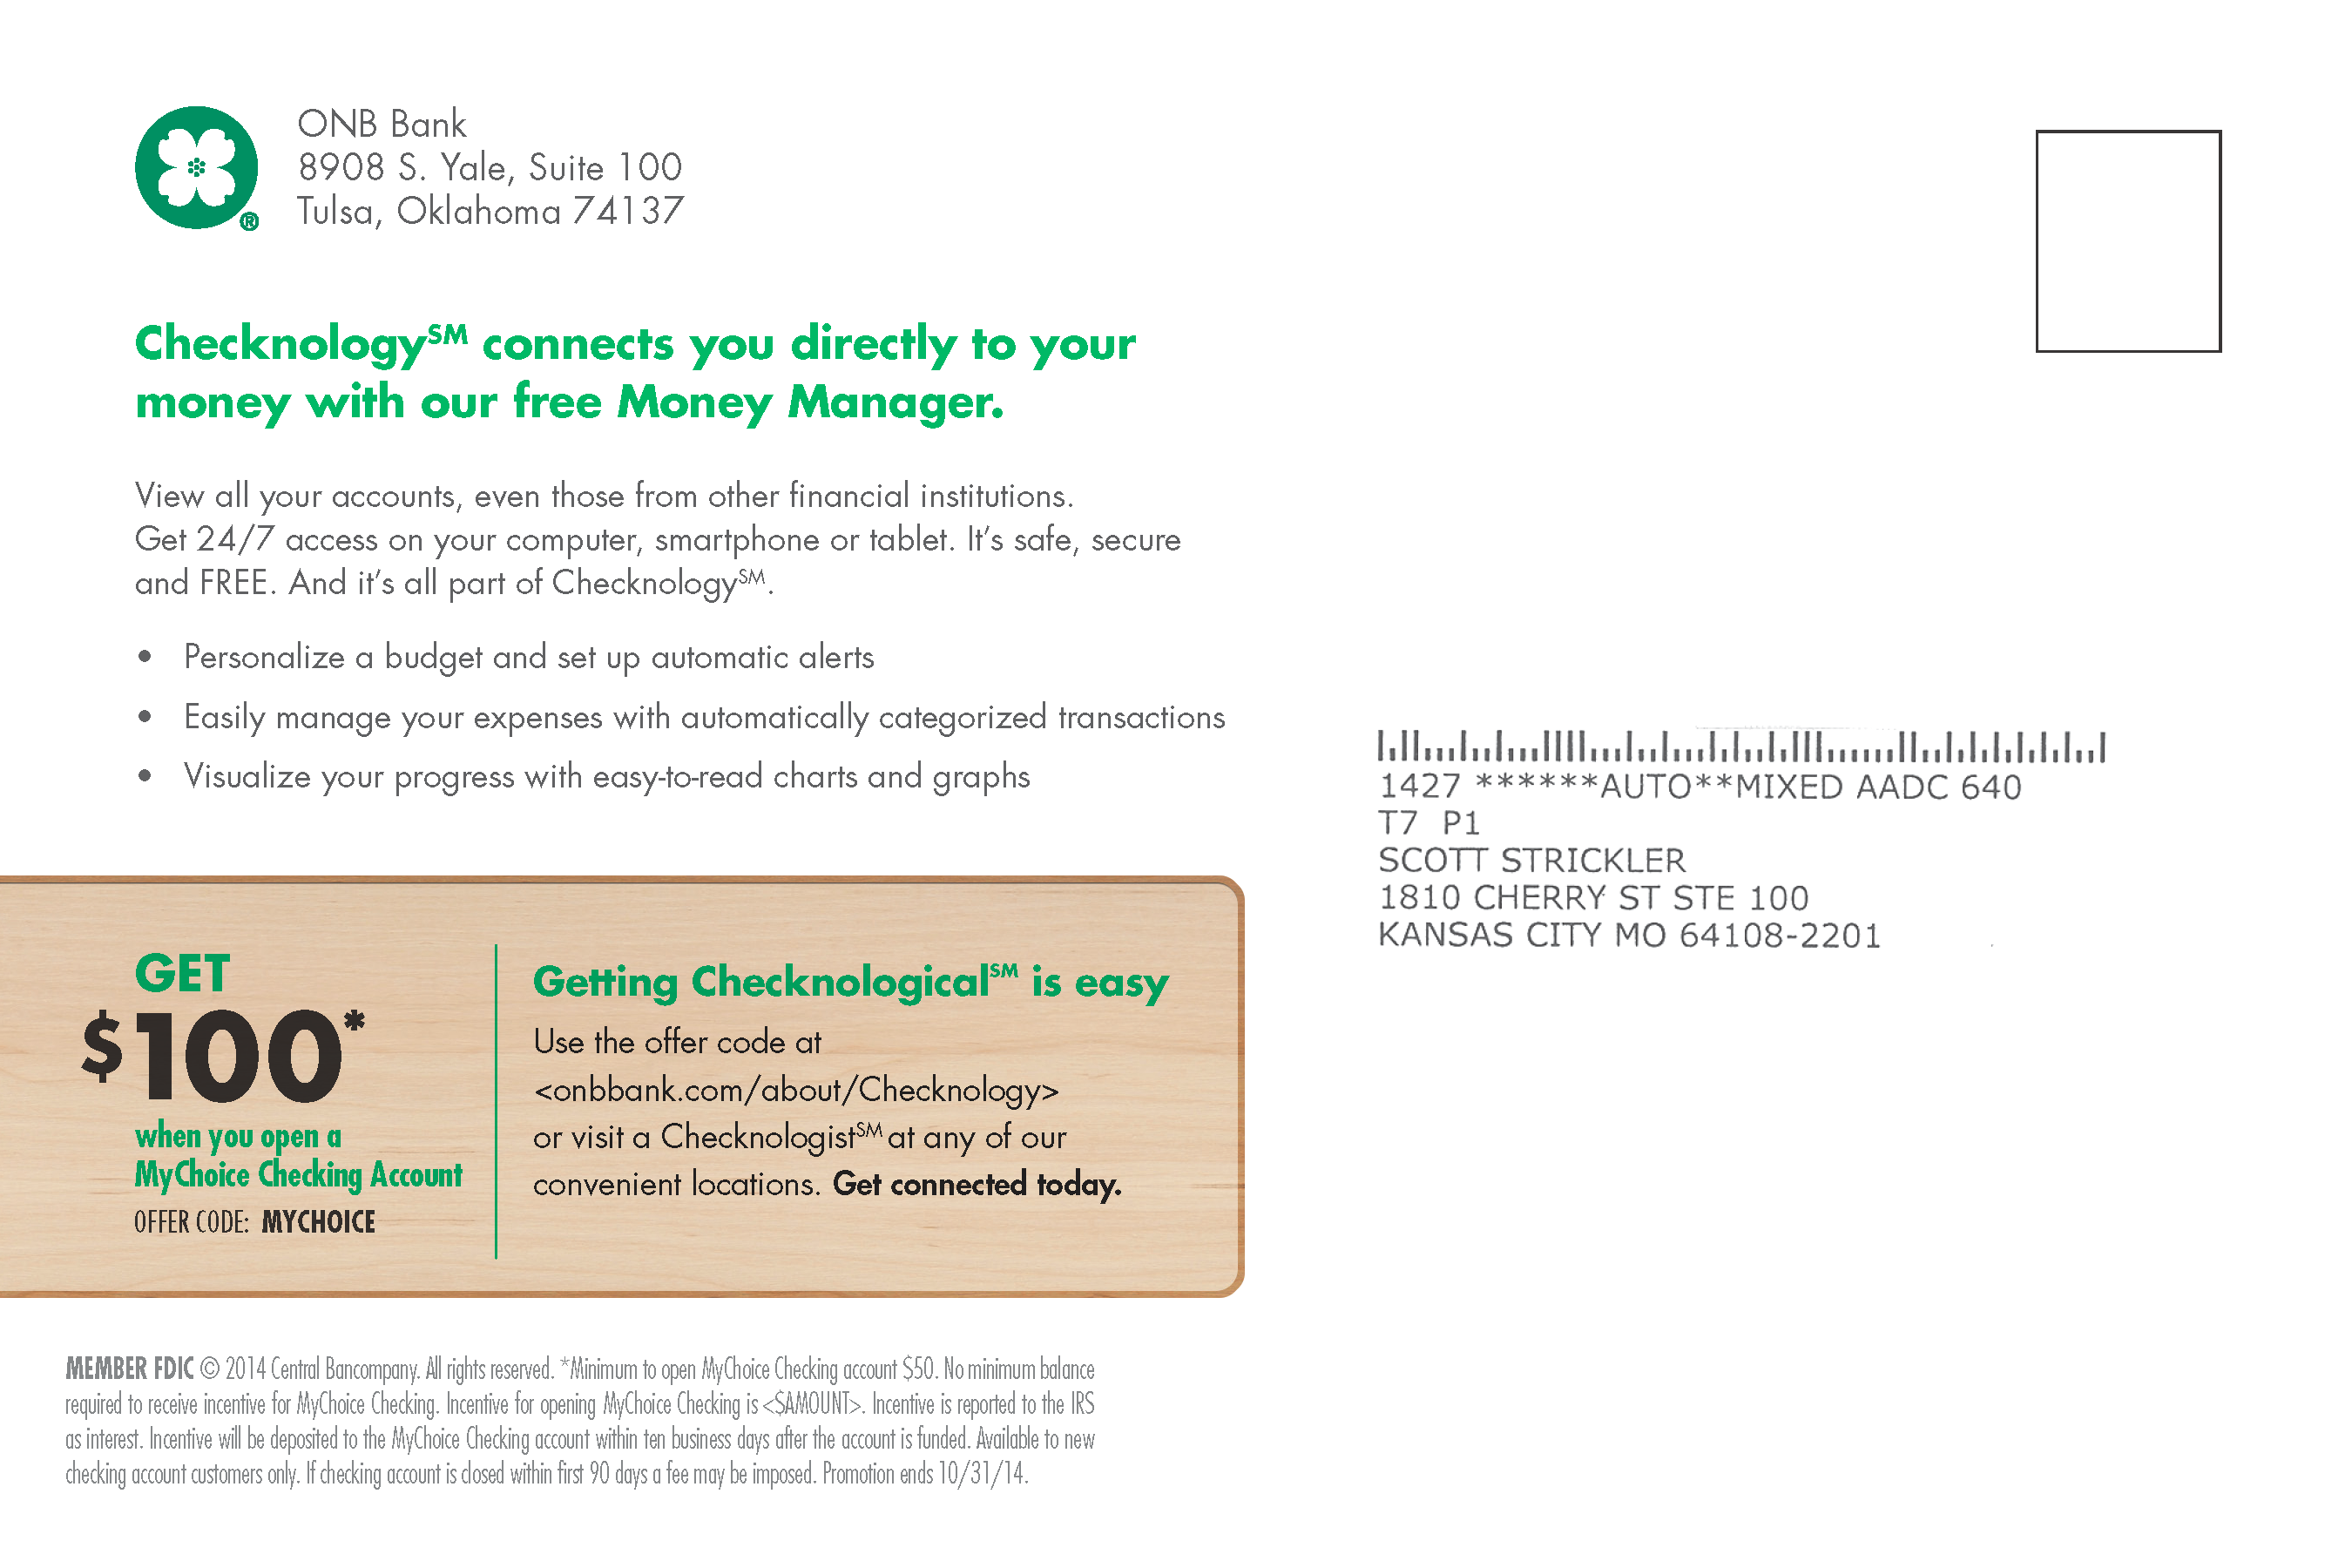 ONB Bank
8908 S. Yale, Suite 100
Tulsa, Oklahoma 74137
®
Checknology℠ connects you directly to your
money with our free Money Manager.
View all your accounts, even those from other financial institutions.
Get 24/7 access on your computer, smartphone or tablet. It’s safe, secure
and FREE. And it’s all part of Checknology℠.
• Personalize a budget and set up automatic alerts
• Easily manage your expenses with automatically categorized transactions
• Visualize your progress with easy-to-read charts and graphs
GET
$100*
when you open a
MyChoice Checking Account
OFFER CODE: MYCHOICE
Getting Checknological℠ is easy
Use the offer code at
<onbbank.com/about/Checknology>
or visit a Checknologist℠ at any of our
convenient locations. Get connected today.
MEMBER FDIC © 2014 Central Bancompany. All rights reserved. *Minimum to open MyChoice Checking account $50. No minimum balance
required to receive incentive for MyChoice Checking. Incentive for opening MyChoice Checking is <$AMOUNT>. Incentive is reported to the IRS
as interest. Incentive will be deposited to the MyChoice Checking account within ten business days after the account is funded. Available to new
checking account customers only. If checking account is closed within first 90 days a fee may be imposed. Promotion ends 10/31/14.
1427 ******AUTO**MIXED AADC 640
T7 P1
SCOTT STRICKLER
1810 CHERRY ST STE 100
KANSAS CITY MO 64108-2201